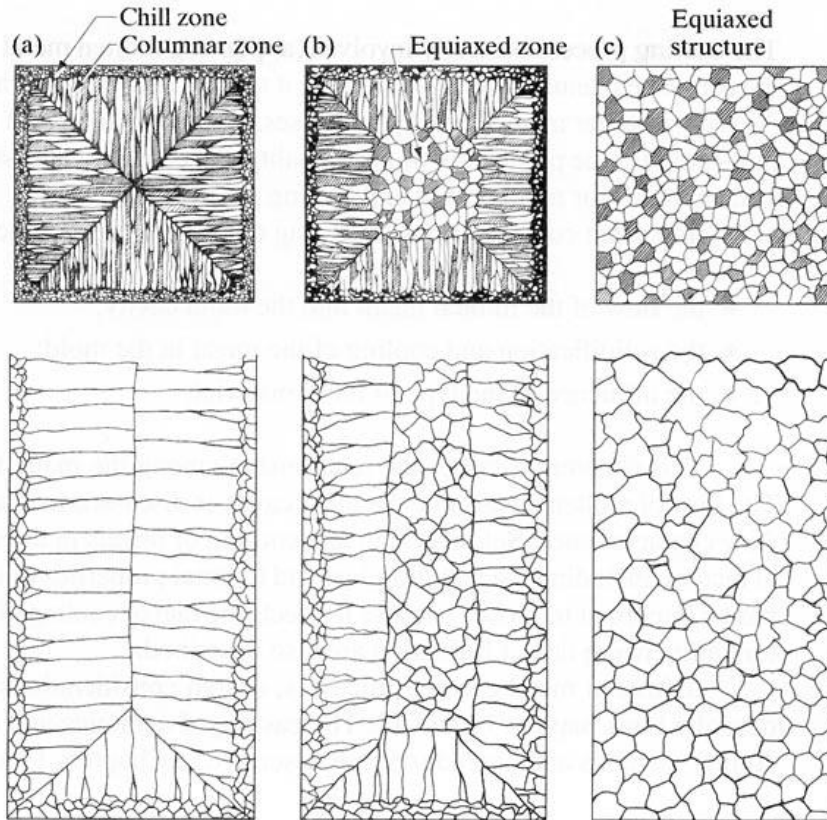 Chill zone
(a) Columnar zone
(b) Equiaxed zone
(c) Equiaxed structure